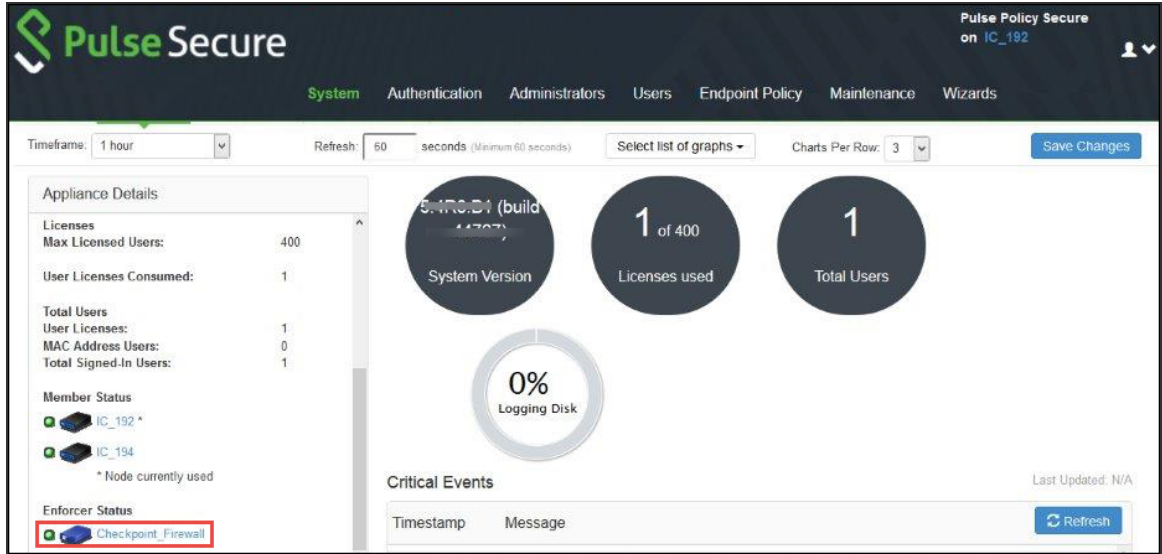 Pulse Secure
Pulse Policy Secure
on IC_192
System Authentication Administrators Users Endpoint Policy Maintenance Wizards
Timeframe: 1 hour Refresh: 60 seconds (Minimum 60 seconds) Select list of graphs Charts Per Row: 3 Save Changes
Appliance Details
Licenses
Max Licensed Users: 400
User Licenses Consumed: 1
Total Users
User Licenses: 1
MAC Address Users: 0
Total Signed-In Users: 1
Member Status
IC_192 *
IC_194
* Node currently used
Enforcer Status
Checkpoint_Firewall
(build
System Version
1 of 400
Licenses used
1
Total Users
0%
Logging Disk
Critical Events Last Updated: N/A
Timestamp Message Refresh